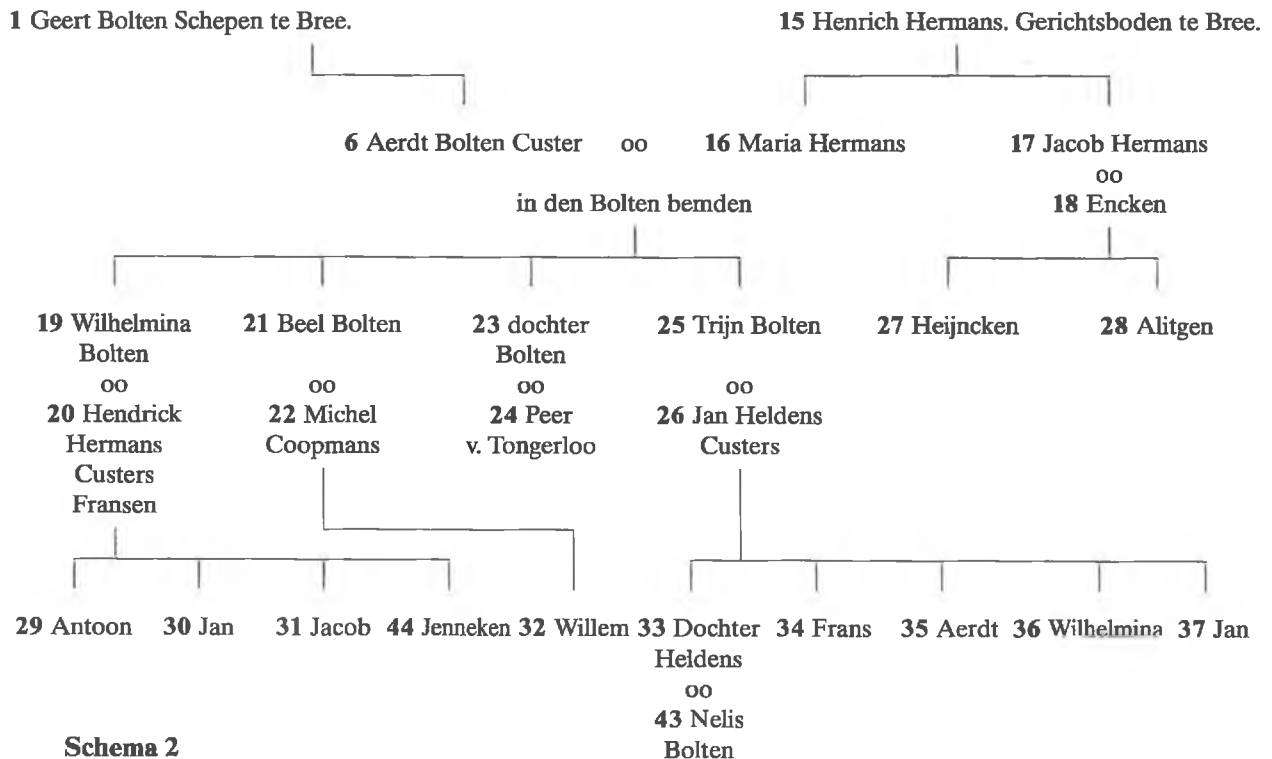 1 Geert Bolten Schepen te Bree.
15 Henrich Hermans. Gerichtsboden te Bree.
6 Aerdt Bolten Custer oo 16 Maria Hermans 17 Jacob Hermans
oo
in den Bolten bemden 18 Encken
19 Wilhelmina 21 Beel Bolten 23 dochter 25 Trijn Bolten 27 Heijncken 28 Alitgen
Bolten Bolten
oo oo oo oo
20 Hendrick 22 Michel 24 Peer 26 Jan Heldens
Hermans Coopmans v. Tongerloo Custers
Custers
Fransen
29 Antoon 30 Jan 31 Jacob 44 Jenneken 32 Willem 33 Dochter 34 Frans 35 Aerdt 36 Wilhelmina 37 Jan
Heldens
oo
43 Nelis
Bolten
Schema 2